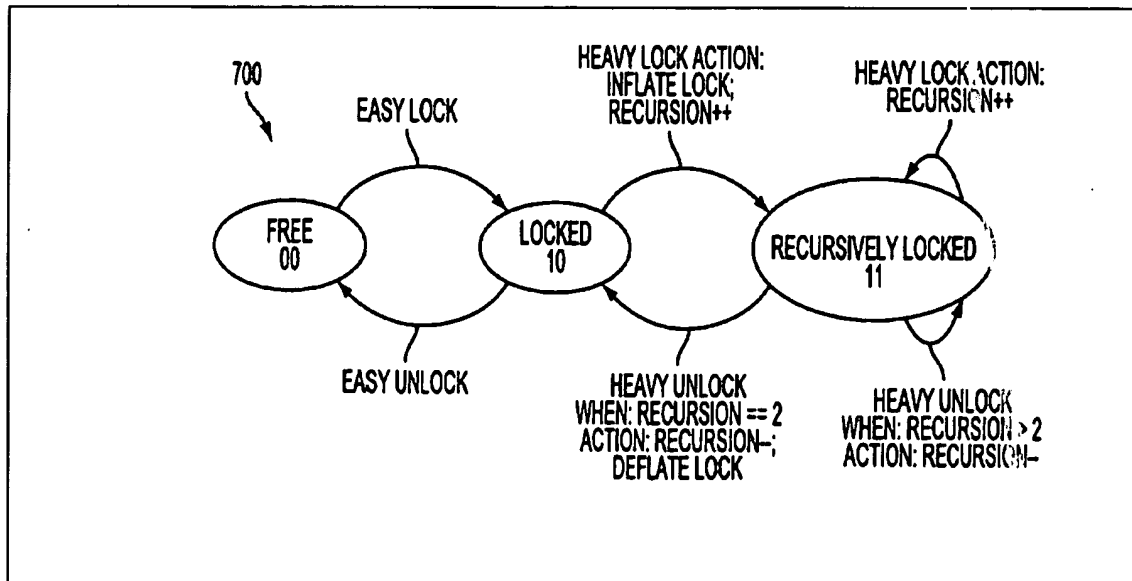 700
EASY LOCK
HEAVY LOCK ACTION:
INFLATE LOCK;
RECURSION++
HEAVY LOCK ACTION:
RECURSION++
FREE
00
LOCKED
10
RECURSIVELY LOCKED
11
EASY UNLOCK
HEAVY UNLOCK
WHEN: RECURSION == 2
ACTION: RECURSION–;
DEFLATE LOCK
HEAVY UNLOCK
WHEN: RECURSION > 2
ACTION: RECURSION–